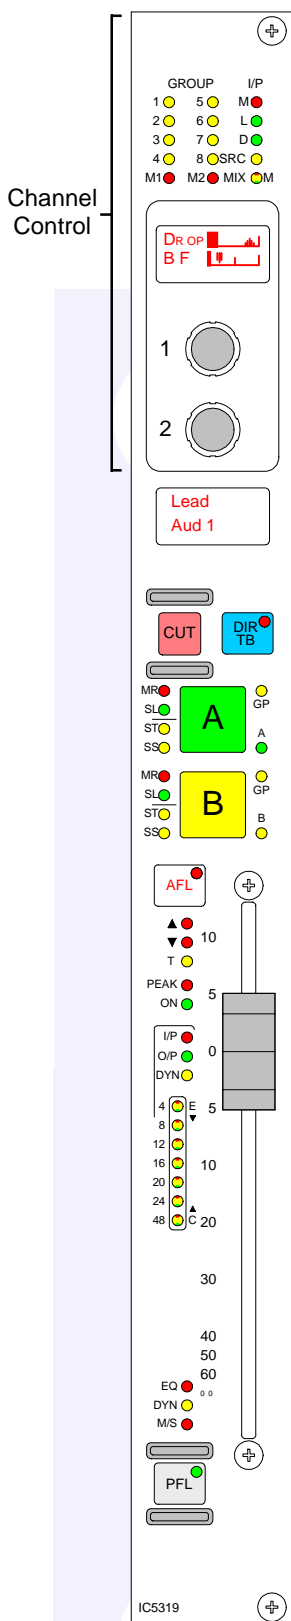 GROUP I/P
1 5 M
2 6 L
3 7 D
4 8 SRC
M1 M2 MIX M
Channel
Control
DROP
B F
1
2
Lead
Aud 1
CUT DIR
TB
MR
SL GP
ST A A
SS
MR
SL GP
ST B B
SS
AFL
10
T
PEAK 5
ON
I/P
O/P 0
DYN
4 E 5
8
12
16 10
20
24
48 C 20
30
40
50
60
EQ oo
DYN
M/S
PFL
IC5319